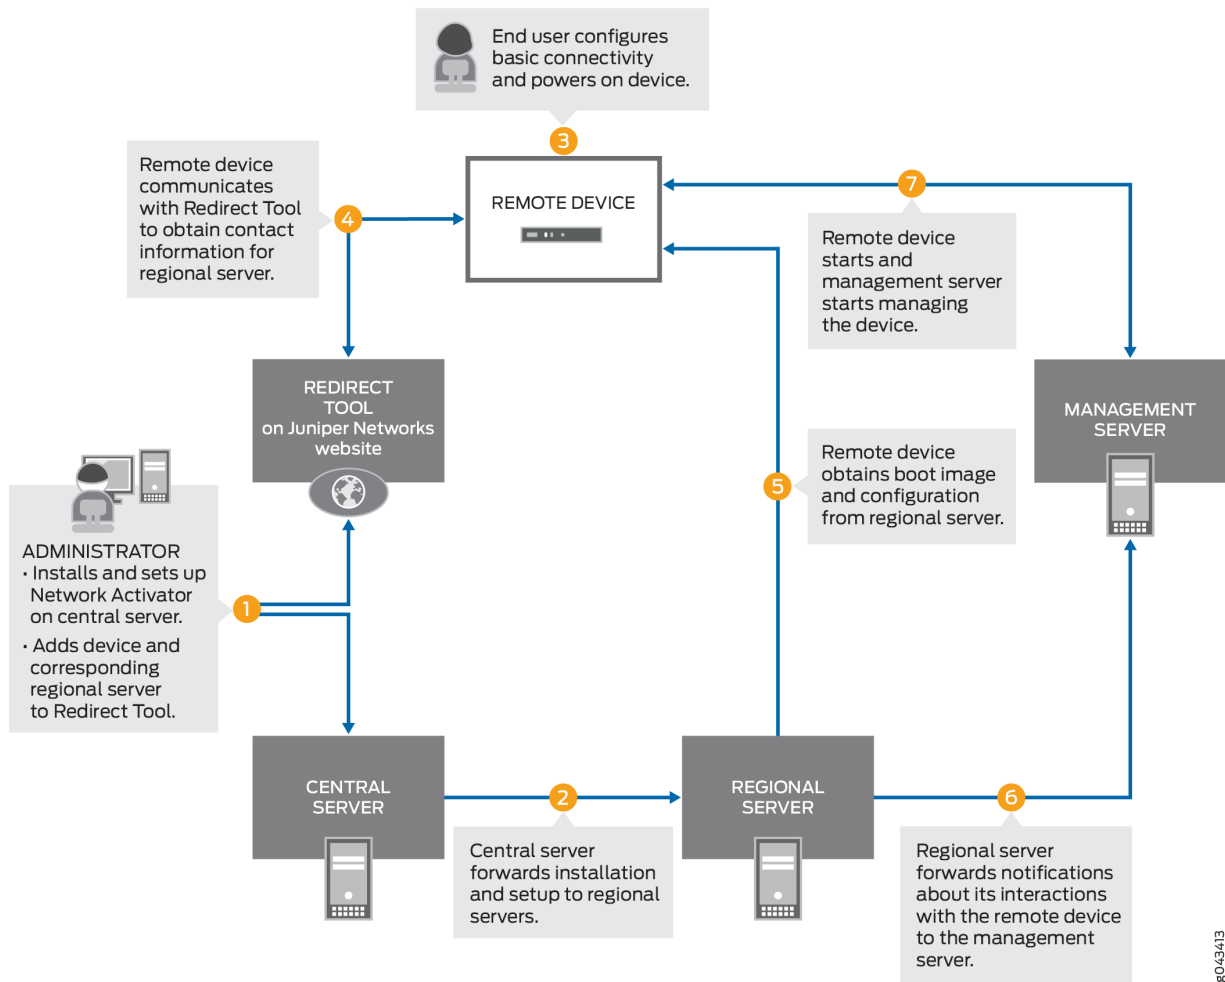 End user configures
basic connectivity
and powers on device.
3
Remote device
communicates
with Redirect Tool
to obtain contact
information for
regional server.
4
REMOTE DEVICE
7
Remote device
starts and
management server
starts managing
the device.
REDIRECT
TOOL
on Juniper Networks
website
MANAGEMENT
SERVER
Remote device
obtains boot image
and configuration
from regional server.
5
ADMINISTRATOR
· Installs and sets up
Network Activator
on central server.
· Adds device and
corresponding
regional server
to Redirect Tool.
1
CENTRAL
SERVER
2
Central server
forwards installation
and setup to regional
servers.
REGIONAL
SERVER
6
Regional server
forwards notifications
about its interactions
with the remote device
to the management
server.
g043413